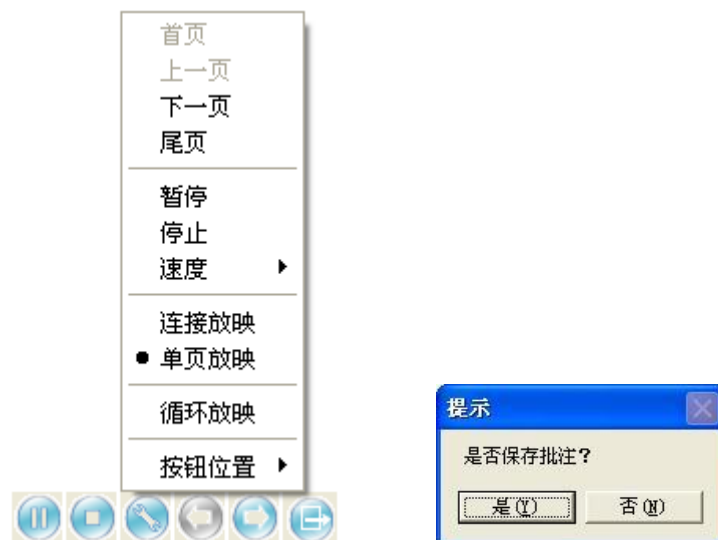 首页
上一页
下一页
尾页
暂停
停止
速度
连接放映
单页放映
循环放映
按钮位置
提示
是否保存批注?
是(Y) 否(N)